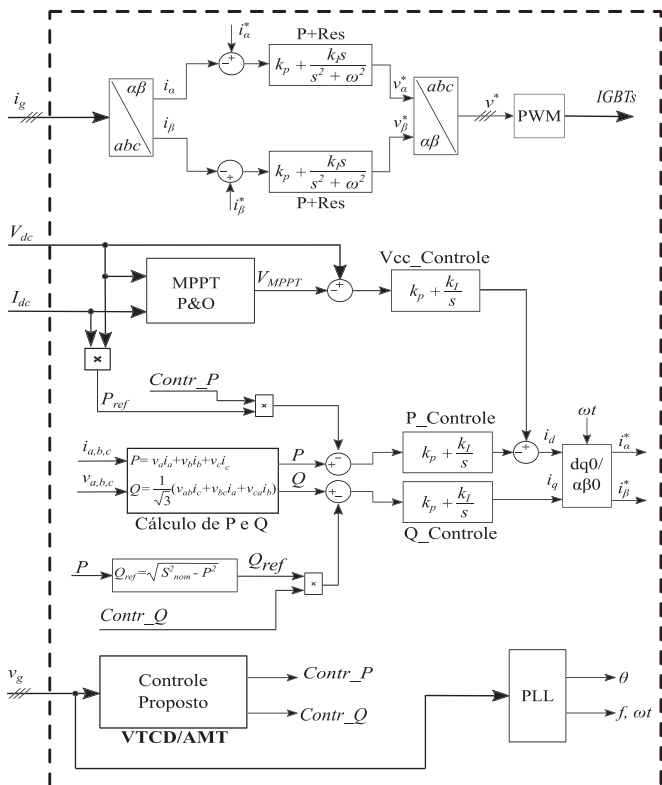 i*α
P+Res
ig
αβ
abc
iα
iβ
− +
kp + kIs / s² + ω²
v*α
v*β
abc
αβ
v*
PWM
IGBTs
− +
kp + kIs / s² + ω²
i*β
P+Res
Vdc
Idc
MPPT
P&O
VMPPT
− +
Vcc_Controle
kp + kI / s
×
Pref
Contr_P
×
ia,b,c
va,b,c
P= vaia+vbib+vcic
Q= 1/√3 (vabic+vbcia+vcaib)
Cálculo de P e Q
P
Q
+ −
+ −
P_Controle
kp + kI / s
kp + kI / s
Q_Controle
− +
id
iq
ωt
dq0/
αβ0
i*α
i*β
P
Qref=√S²nom - P²
Qref
×
Contr_Q
vg
Controle
Proposto
VTCD/AMT
Contr_P
Contr_Q
PLL
θ
f, ωt